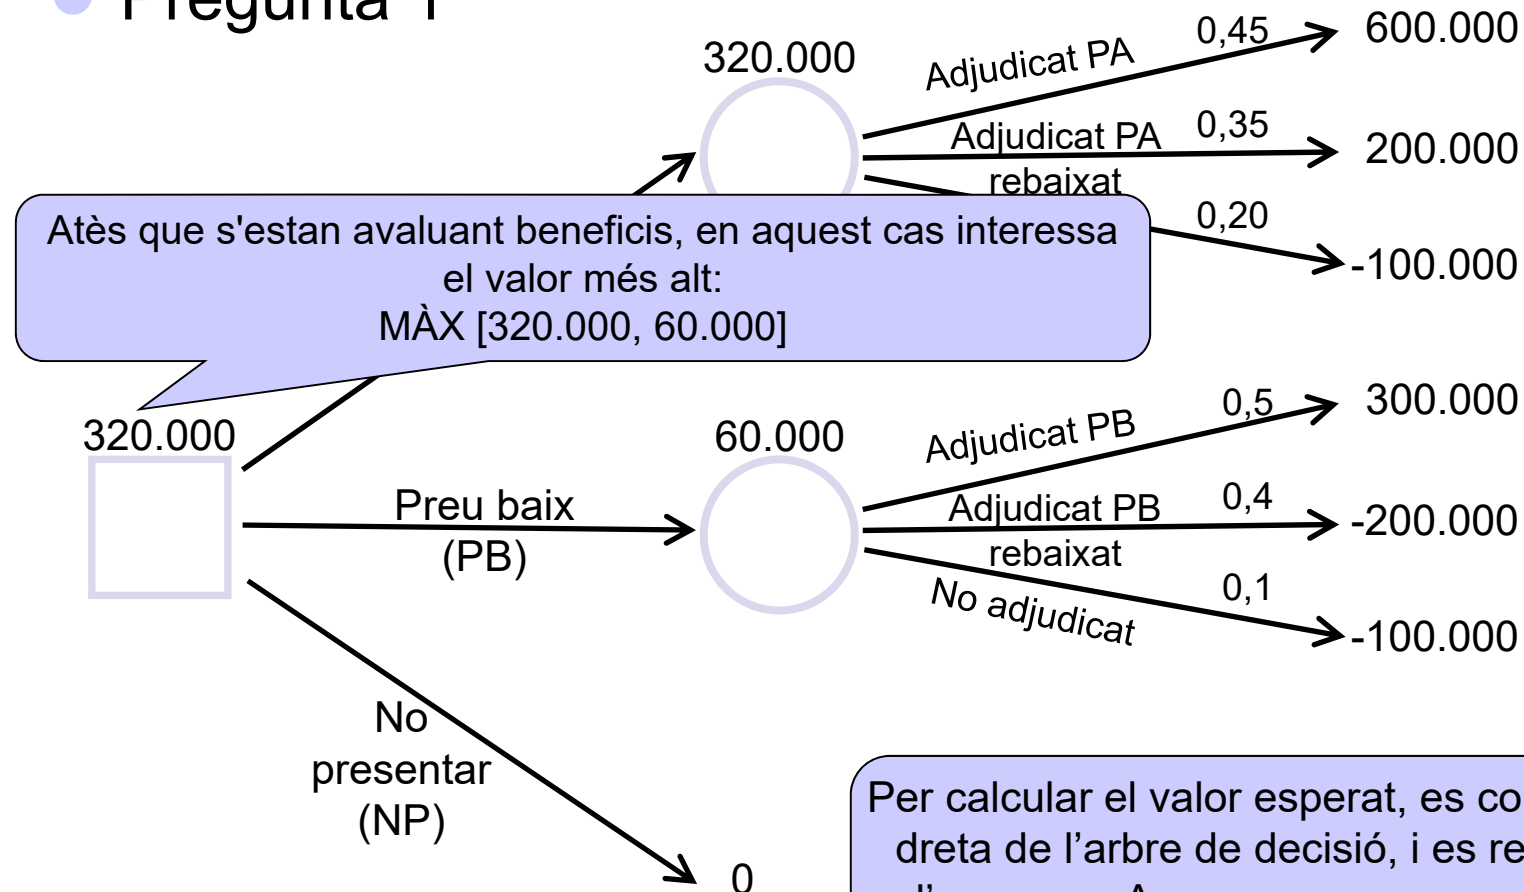 Pregunta 1
320.000
Adjudicat PA
0,45
600.000
Adjudicat PA
rebaixat
0,35
200.000
0,20
-100.000
Atès que s'estan avaluant beneficis, en aquest cas interessa
el valor més alt:
MÀX [320.000, 60.000]
320.000
Preu baix
(PB)
60.000
Adjudicat PB
0,5
300.000
Adjudicat PB
rebaixat
0,4
-200.000
No adjudicat
0,1
-100.000
No
presentar
(NP)
0
Per calcular el valor esperat, es
dreta de l’arbre de decisió, i es